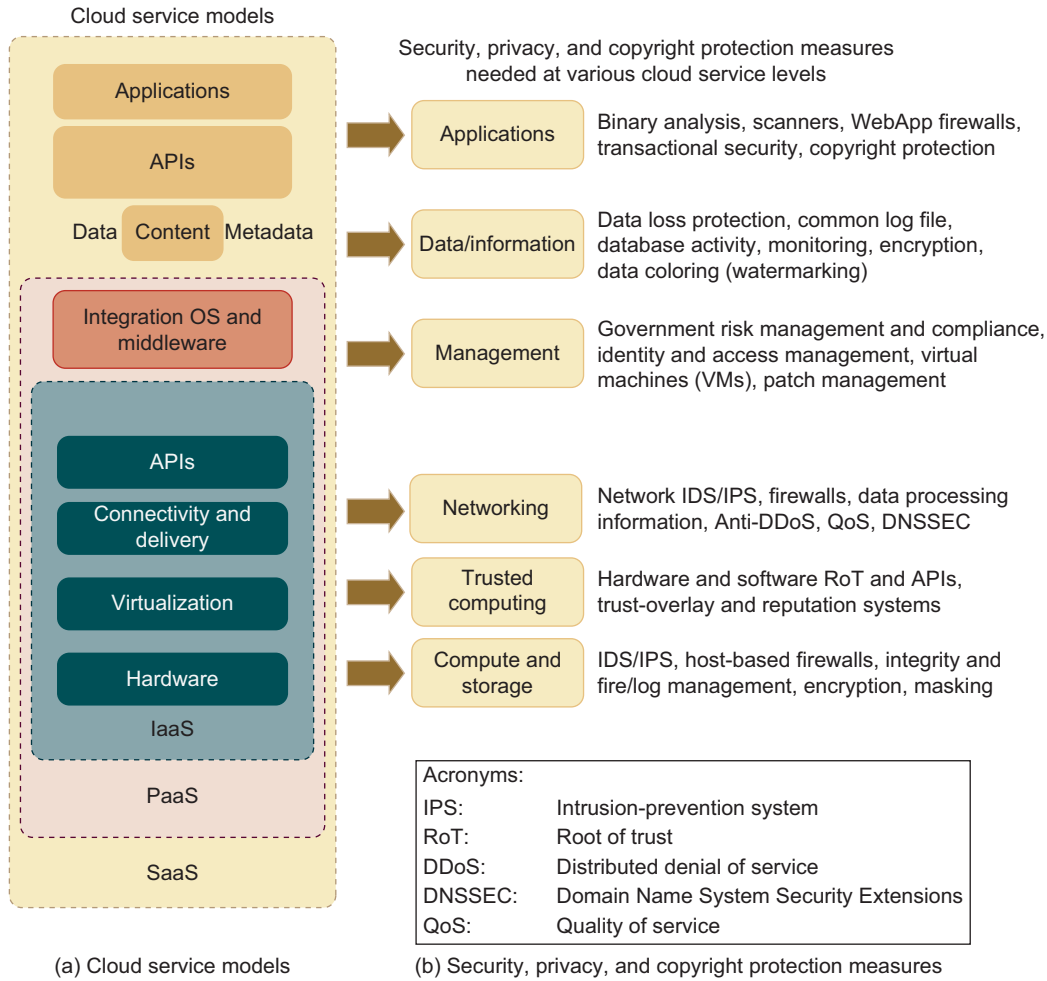 Cloud service models
Applications
APIs
Data Content Metadata
Integration OS and
middleware
APIs
Connectivity and
delivery
Virtualization
Hardware
IaaS
PaaS
SaaS
(a) Cloud service models
Security, privacy, and copyright protection measures
needed at various cloud service levels
Applications
Binary analysis, scanners, WebApp firewalls,
transactional security, copyright protection
Data/information
Data loss protection, common log file,
database activity, monitoring, encryption,
data coloring (watermarking)
Management
Government risk management and compliance,
identity and access management, virtual
machines (VMs), patch management
Networking
Network IDS/IPS, firewalls, data processing
information, Anti-DDoS, QoS, DNSSEC
Trusted
computing
Hardware and software RoT and APIs,
trust-overlay and reputation systems
Compute and
storage
IDS/IPS, host-based firewalls, integrity and
fire/log management, encryption, masking
Acronyms:
IPS: Intrusion-prevention system
RoT: Root of trust
DDoS: Distributed denial of service
DNSSEC: Domain Name System Security Extensions
QoS: Quality of service
(b) Security, privacy, and copyright protection measures